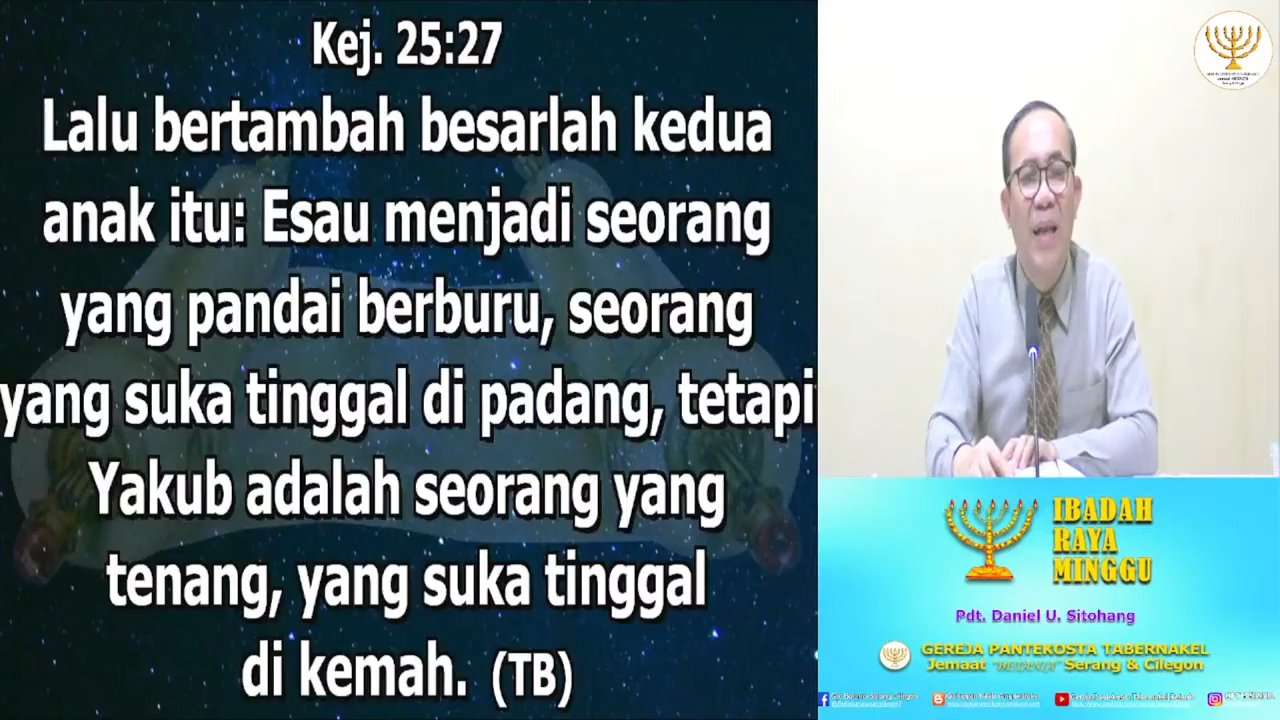 Kej. 25:27
Lalu bertambah besarlah kedua
anak itu: Esau menjadi seorang
yang pandai berburu, seorang
yang suka tinggal di padang, tetapi
Yakub adalah seorang yang
tenang, yang suka tinggal
di kemah. (TB)
IBADAH
RAYA
MINGGU
Pdt. Daniel U. Sitohang
GEREJA PANTEKOSTA TABERNAKEL
Jemaat "BETANIA" Serang & Cilegon